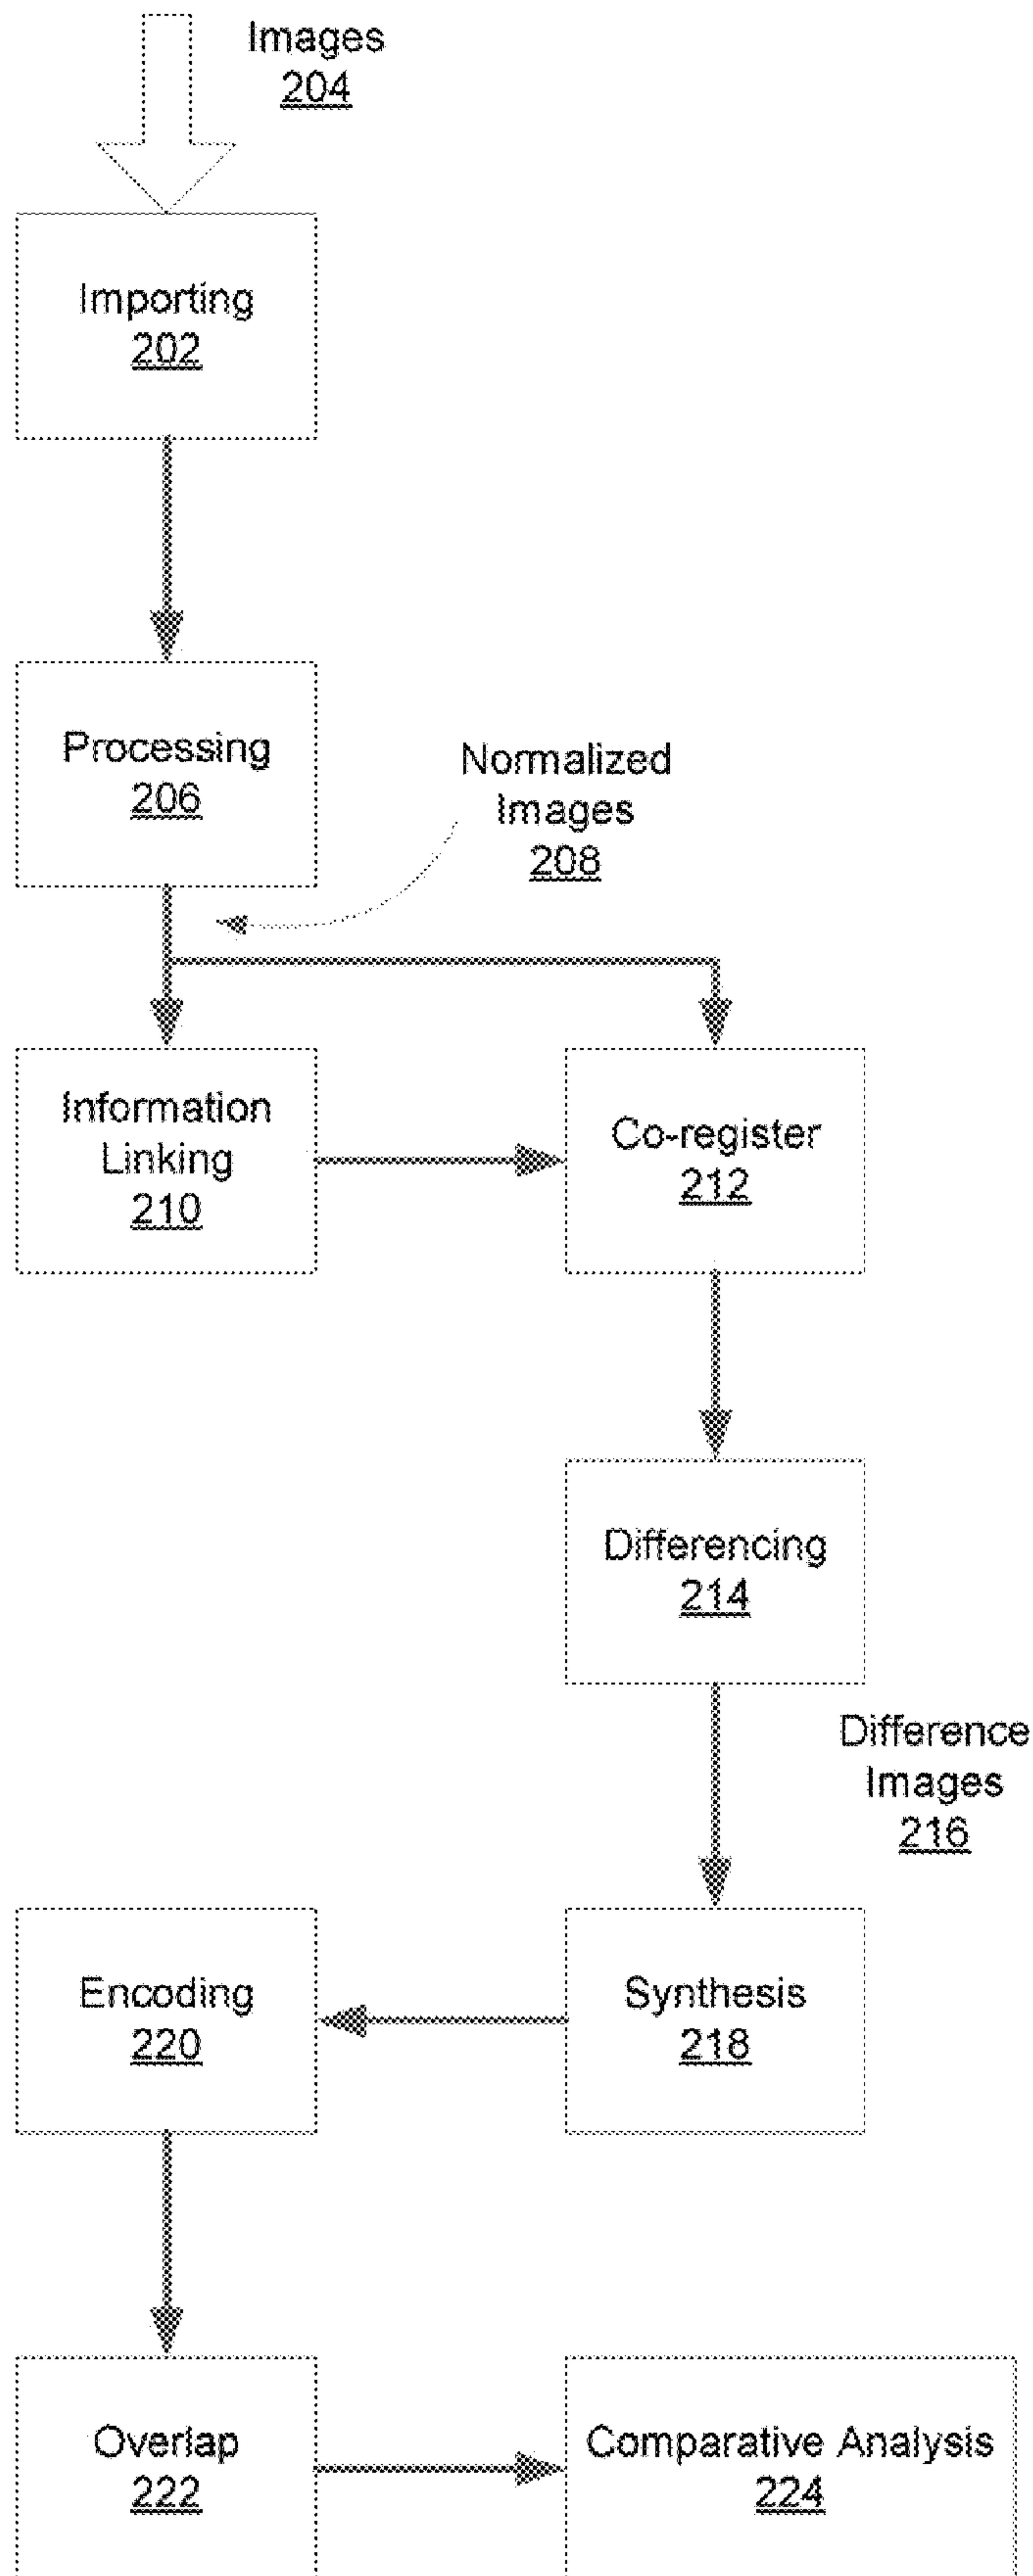 Images
204
Importing
202
Processing
206
Normalized
Images
208
Information
Linking
210
Co-register
212
Differencing
214
Difference
Images
216
Encoding
220
Synthesis
218
Overlap
222
Comparative Analysis
224